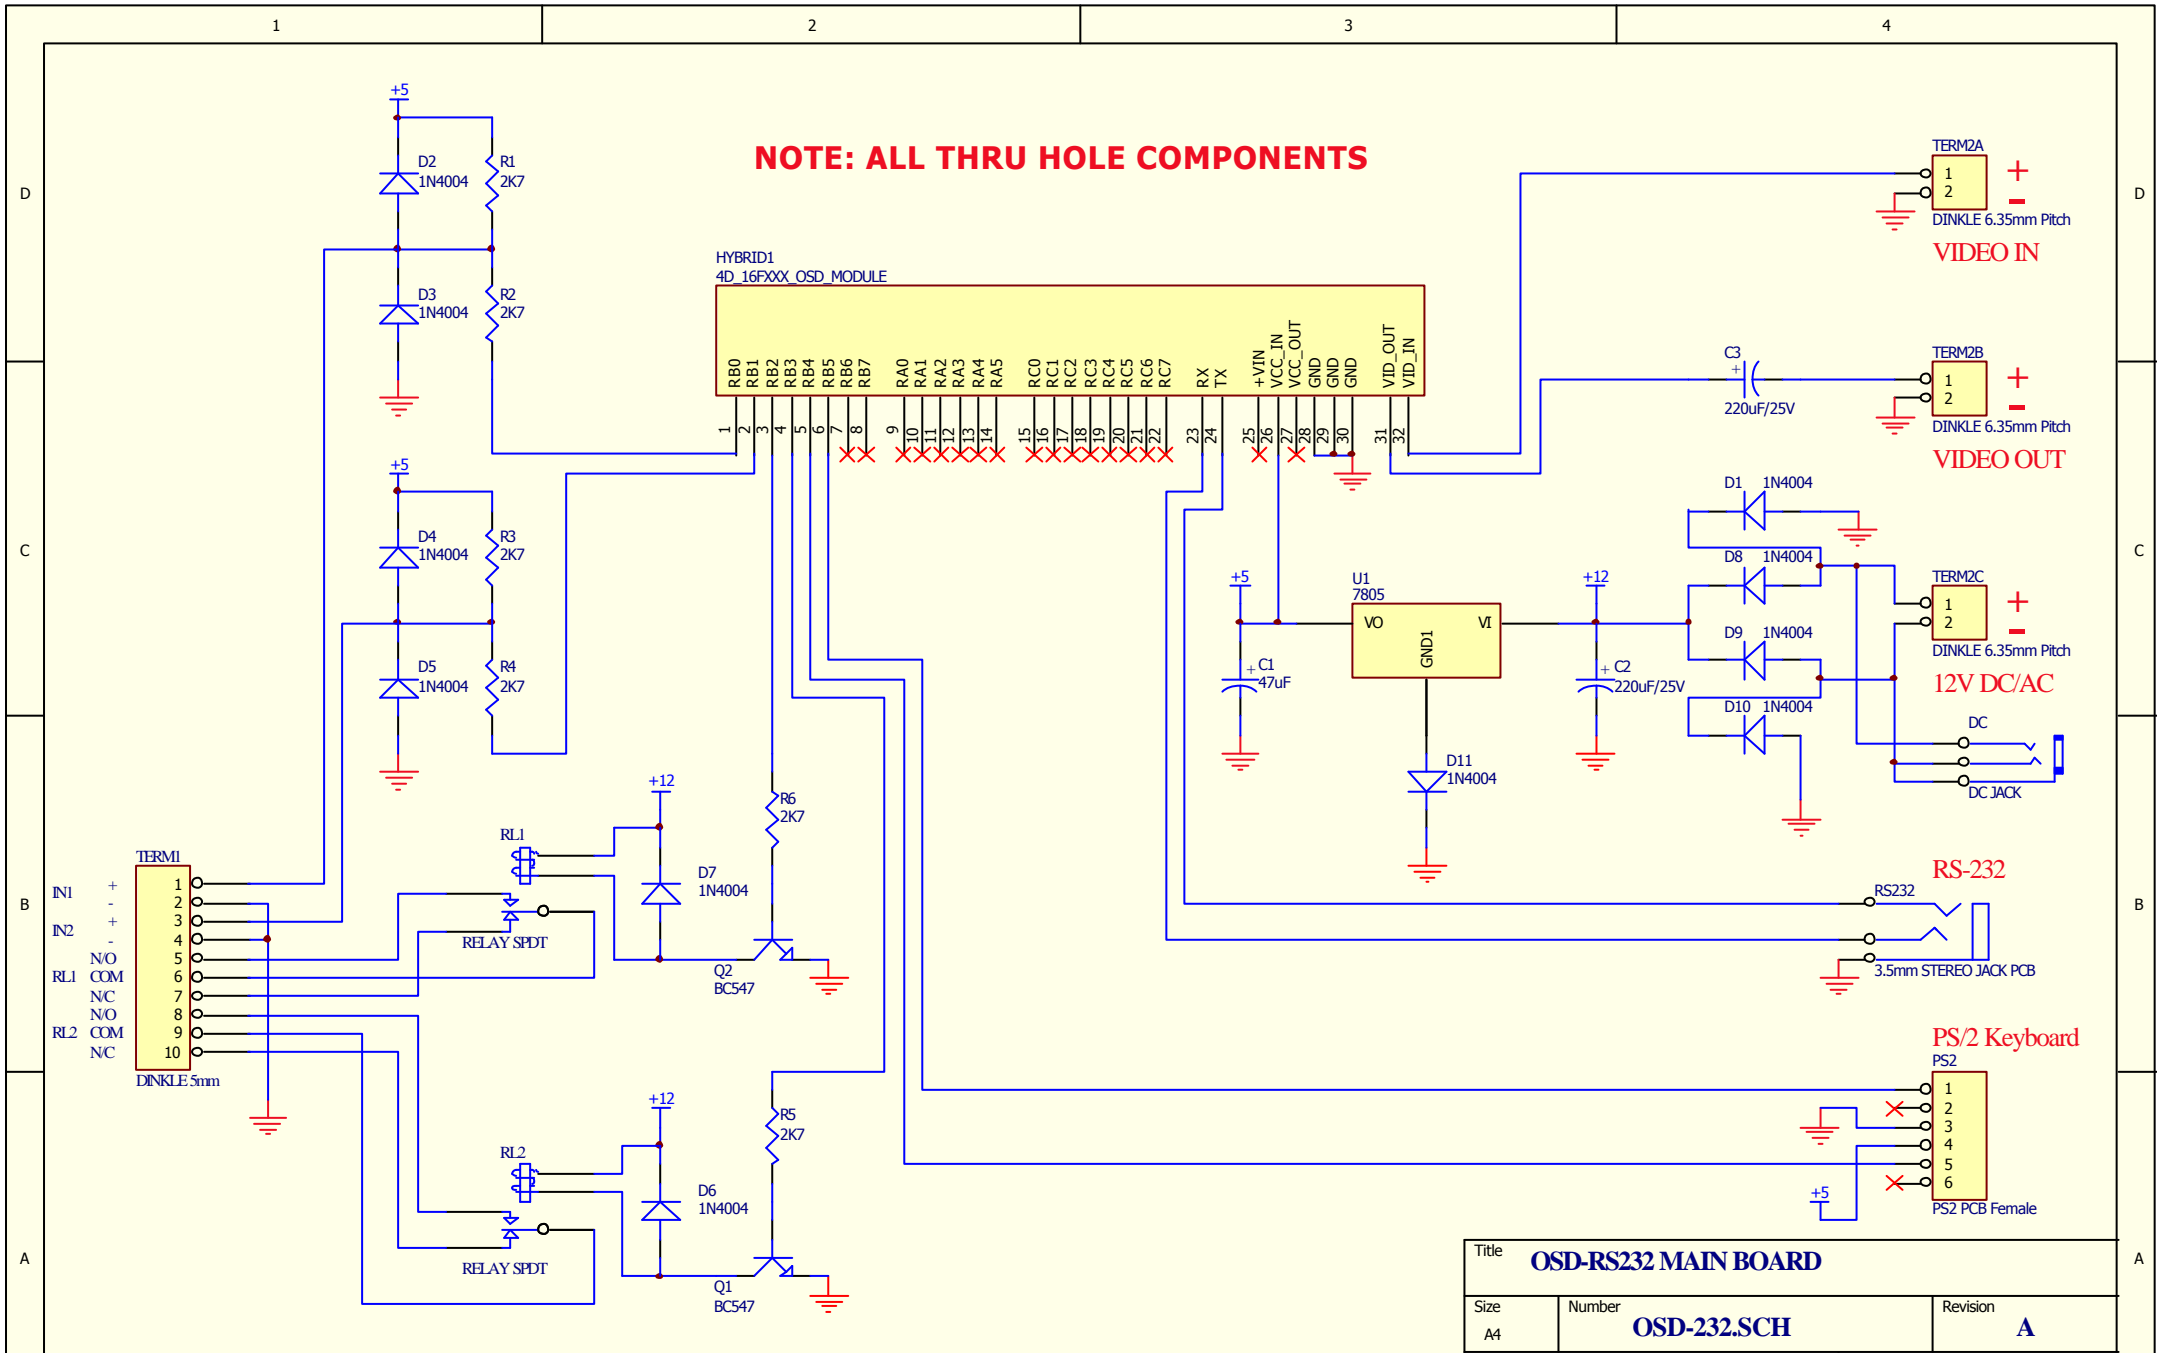 1 2 3 4
D
C
B
A
D
C
B
A
NOTE: ALL THRU HOLE COMPONENTS
+5
D2
1N4004
R1
2K7
D3
1N4004
R2
2K7
+5
D4
1N4004
R3
2K7
D5
1N4004
R4
2K7
HYBRID1
4D_16FXXX_OSD_MODULE
RB0 RB1 RB2 RB3 RB4 RB5 RB6 RB7 RA0 RA1 RA2 RA3 RA4 RA5 RC0 RC1 RC2 RC3 RC4 RC5 RC6 RC7 RX TX +VIN VCC_IN VCC_OUT GND GND GND VID_OUT VID_IN
1 2 3 4 5 6 7 8 9 10 11 12 13 14 15 16 17 18 19 20 21 22 23 24 25 26 27 28 29 30 31 32
TERM2A
1
2
+
-
DINKLE 6.35mm Pitch
VIDEO IN
C3
+
220uF/25V
TERM2B
1
2
+
-
DINKLE 6.35mm Pitch
VIDEO OUT
D1 1N4004
D8 1N4004
D9 1N4004
D10 1N4004
TERM2C
1
2
+
-
DINKLE 6.35mm Pitch
12V DC/AC
DC
DC JACK
+5
+ C1
47uF
U1
7805
VO GND1 VI
+12
+ C2
220uF/25V
D11
1N4004
RS-232
RS232
3.5mm STEREO JACK PCB
PS/2 Keyboard
PS2
1
2
3
4
5
6
+5
PS2 PCB Female
TERM1
IN1 + 1
- 2
IN2 + 3
- 4
N/O 5
RL1 COM 6
N/C 7
N/O 8
RL2 COM 9
N/C 10
DINKLE 5mm
RL1
RELAY SPDT
+12
D7
1N4004
R6
2K7
Q2
BC547
RL2
RELAY SPDT
+12
D6
1N4004
R5
2K7
Q1
BC547
Title OSD-RS232 MAIN BOARD
Size Number Revision
A4 OSD-232.SCH A